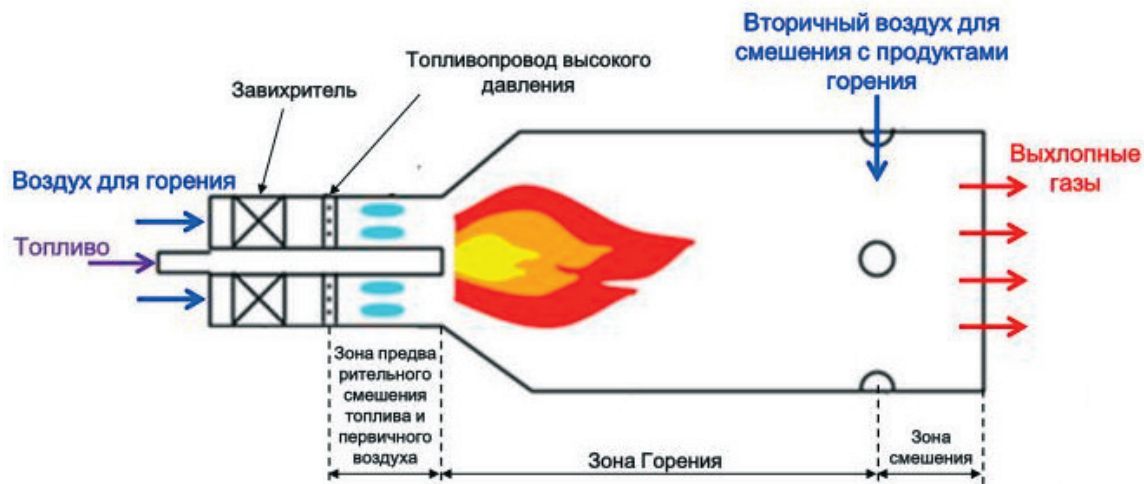 Вторичный воздух для
смешения с продуктами
горения
Топливопровод высокого
давления
Завихритель
Воздух для горения
Топливо
Выхлопные
газы
Зона предва
рительного
смешения
топлива и
первичного
воздуха
Зона Горения
Зона
смешения